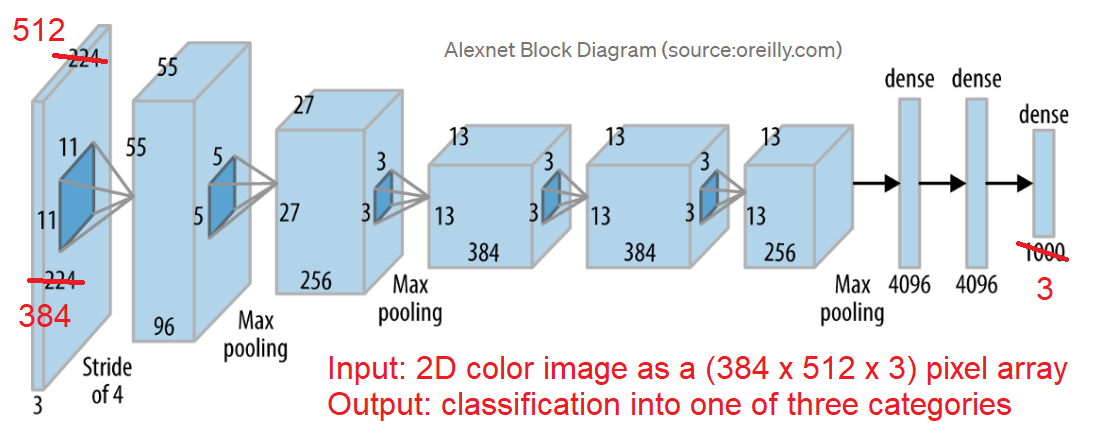 512
224
Alexnet Block Diagram (source:oreilly.com)
55
27
13
13
13
dense
dense
dense
11
55
5
3
3
3
11
5
27
3
13
3
13
3
13
224
384
96
256
384
384
256
1000
3
Max
pooling
Max
pooling
Max
pooling
4096
4096
3
Stride
of 4
Input: 2D color image as a (384 x 512 x 3) pixel array
Output: classification into one of three categories